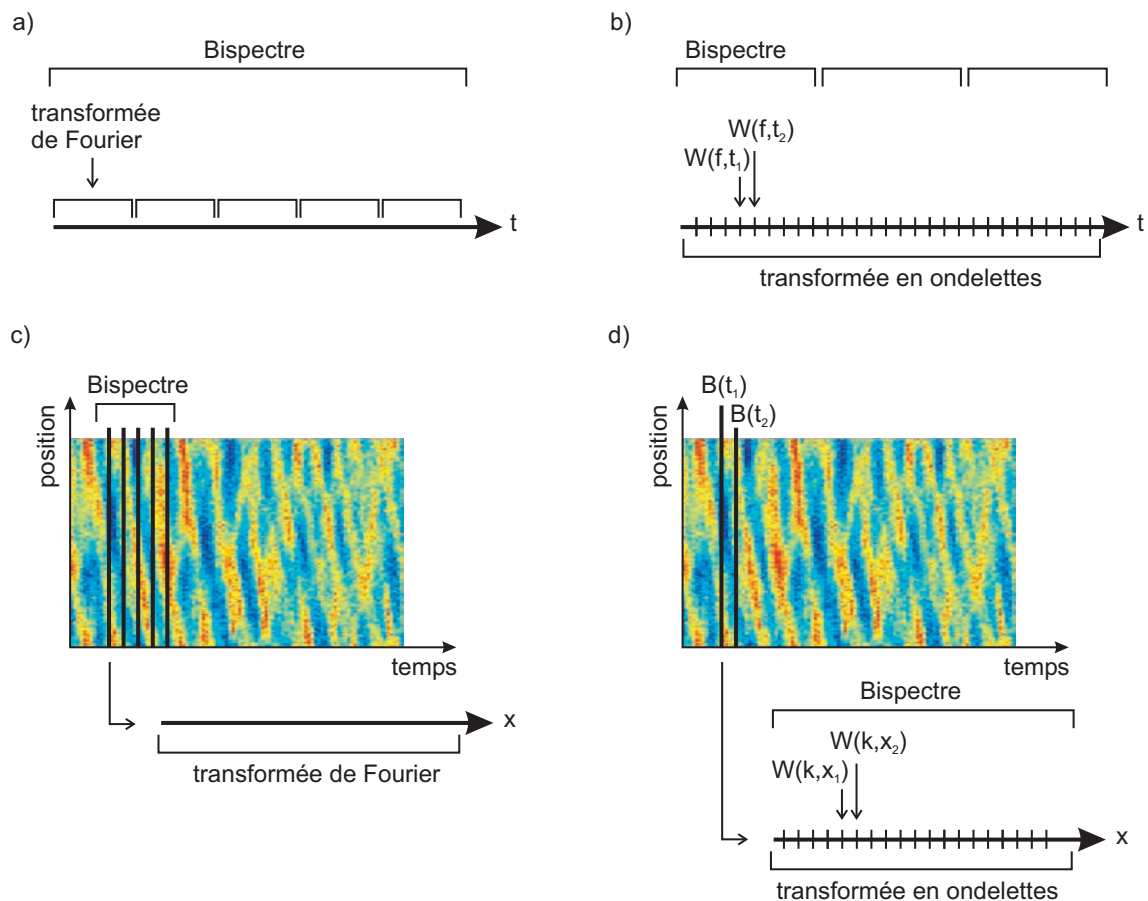 a)
Bispectre
transformée
de Fourier
t
b)
Bispectre
W(f,t₂)
W(f,t₁)
t
transformée en ondelettes
c)
Bispectre
position
temps
x
transformée de Fourier
d)
B(t₁)
B(t₂)
position
temps
Bispectre
W(k,x₂)
W(k,x₁)
x
transformée en ondelettes